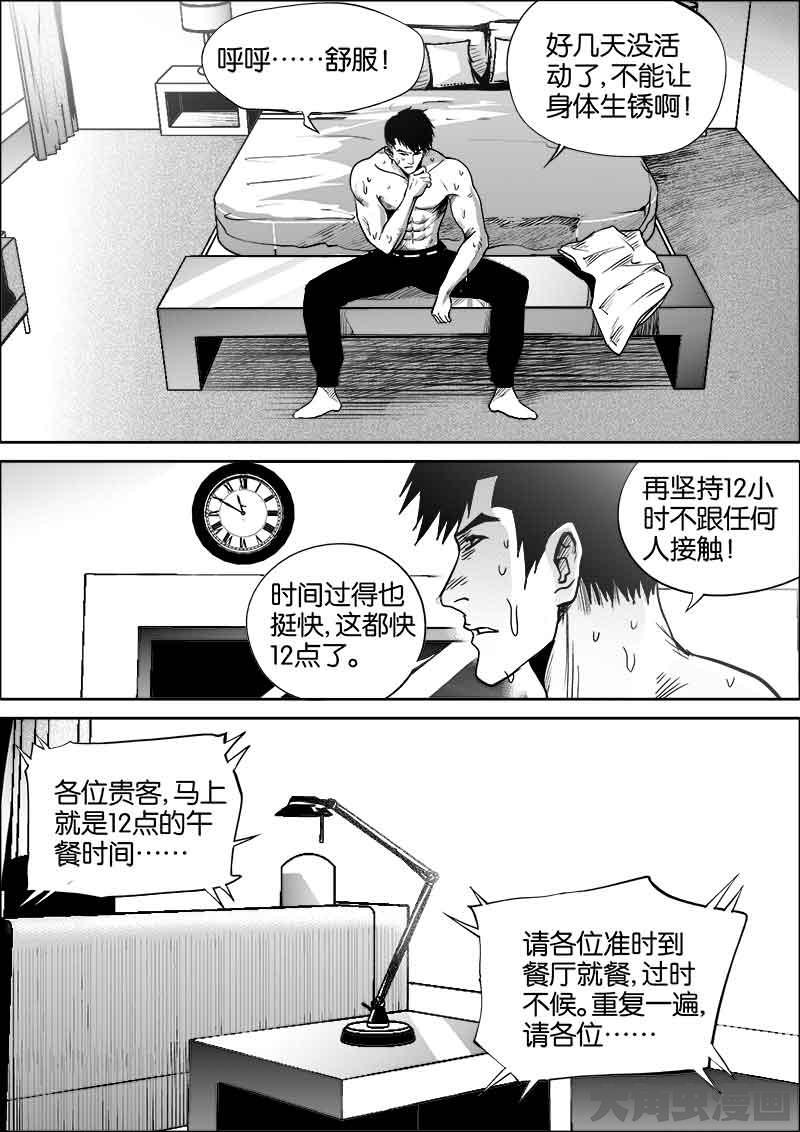 呼呼……舒服！
好几天没活
动了，不能让
身体生锈啊！
再坚持12小
时不跟任何
人接触！
时间过得也
挺快，这都快
12点了。
各位贵客，马上
就是12点的午
餐时间……
请各位准时到
餐厅就餐，过时
不候。重复一遍，
请各位……
大角虫漫画